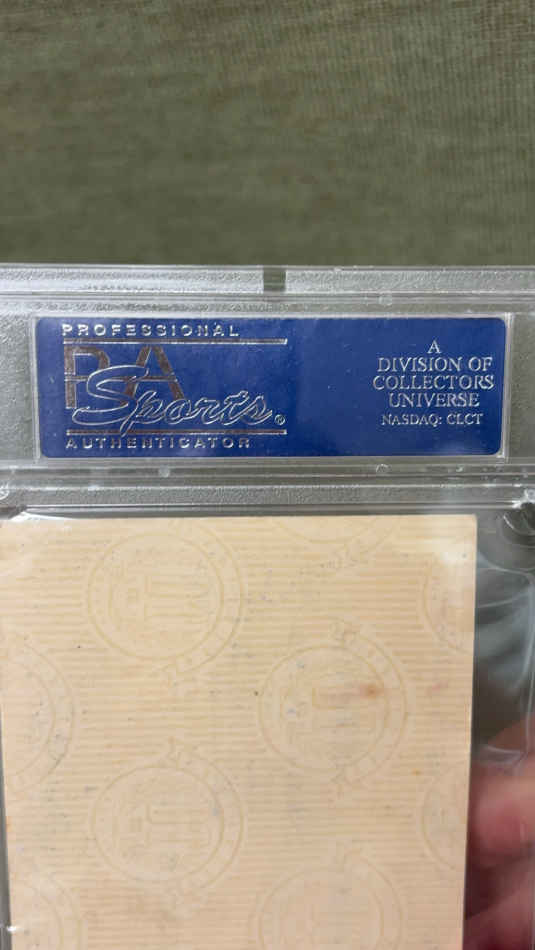 PROFESSIONAL
PSA
Sports®
AUTHENTICATOR
A
DIVISION OF
COLLECTORS
UNIVERSE
NASDAQ: CLCT